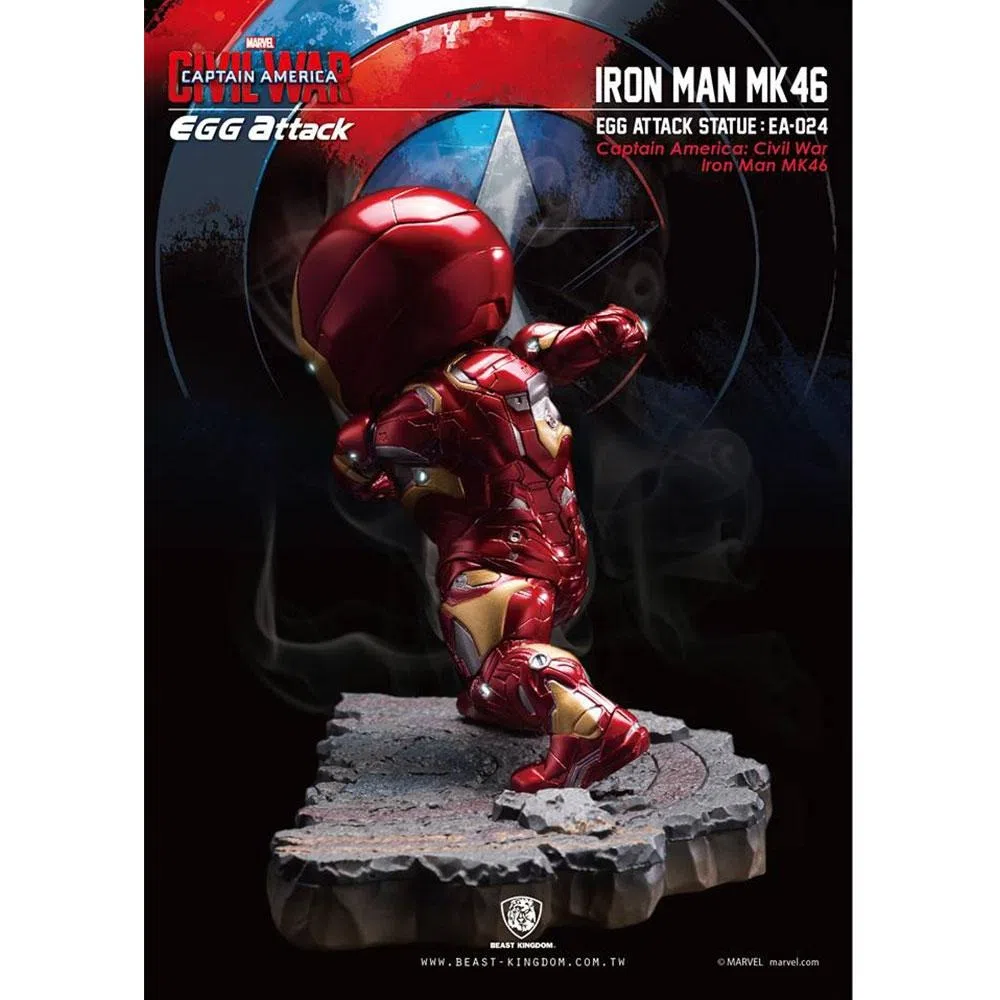 MARVEL
CIVIL WAR
CAPTAIN AMERICA
EGG attack
IRON MAN MK46
EGG ATTACK STATUE : EA-024
Captain America: Civil War
Iron Man MK46
BEAST KINGDOM.
WWW.BEAST-KINGDOM.COM.TW
© MARVEL marvel.com